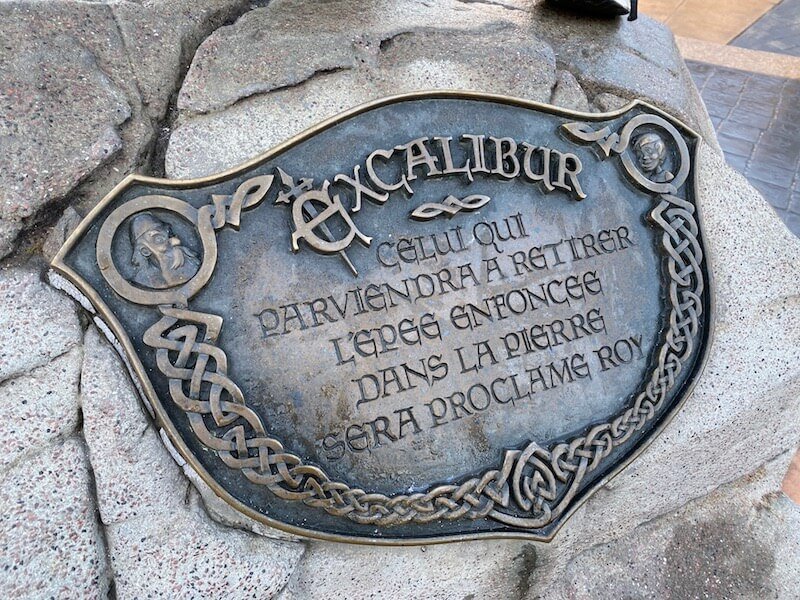 EXCALIBUR
CELUI QUI
PARVIENDRA A RETIRER
L'EPEE ENFONCEE
DANS LA PIERRE
SERA PROCLAME ROY